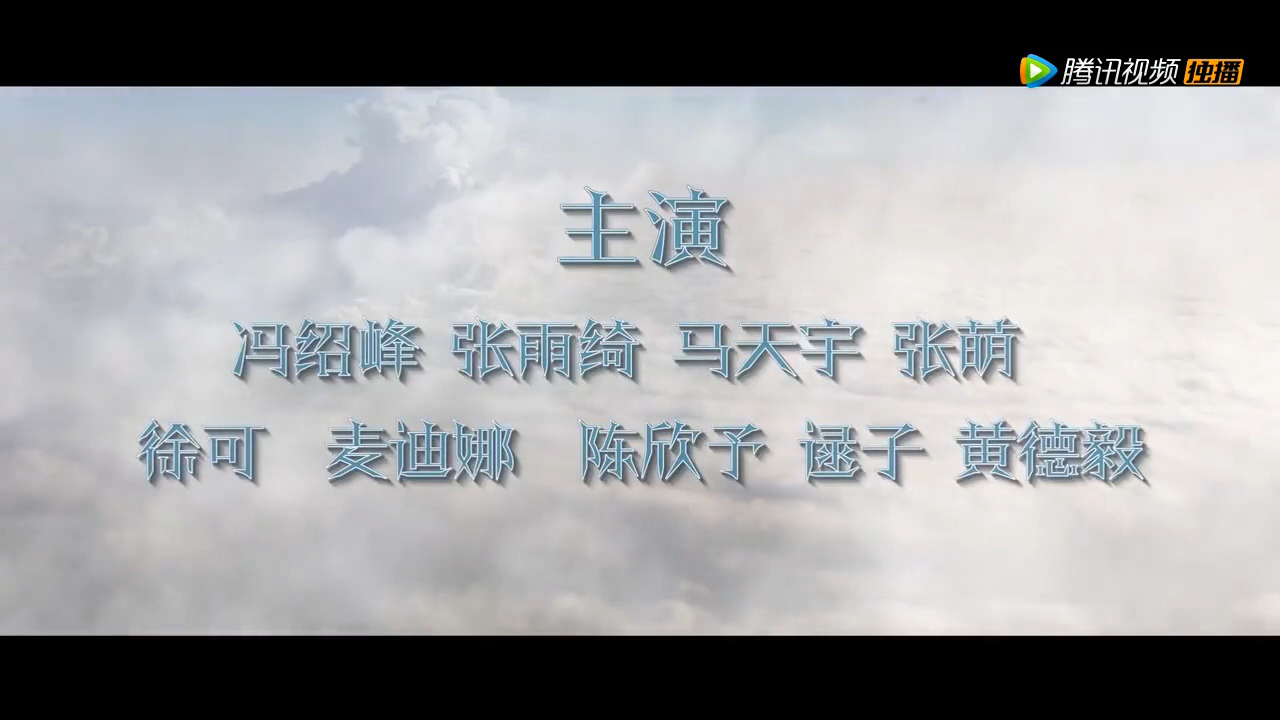 腾讯视频 独播
主演
冯绍峰 张雨绮 马天宇 张萌
徐可 麦迪娜 陈欣予 逯子 黄德毅